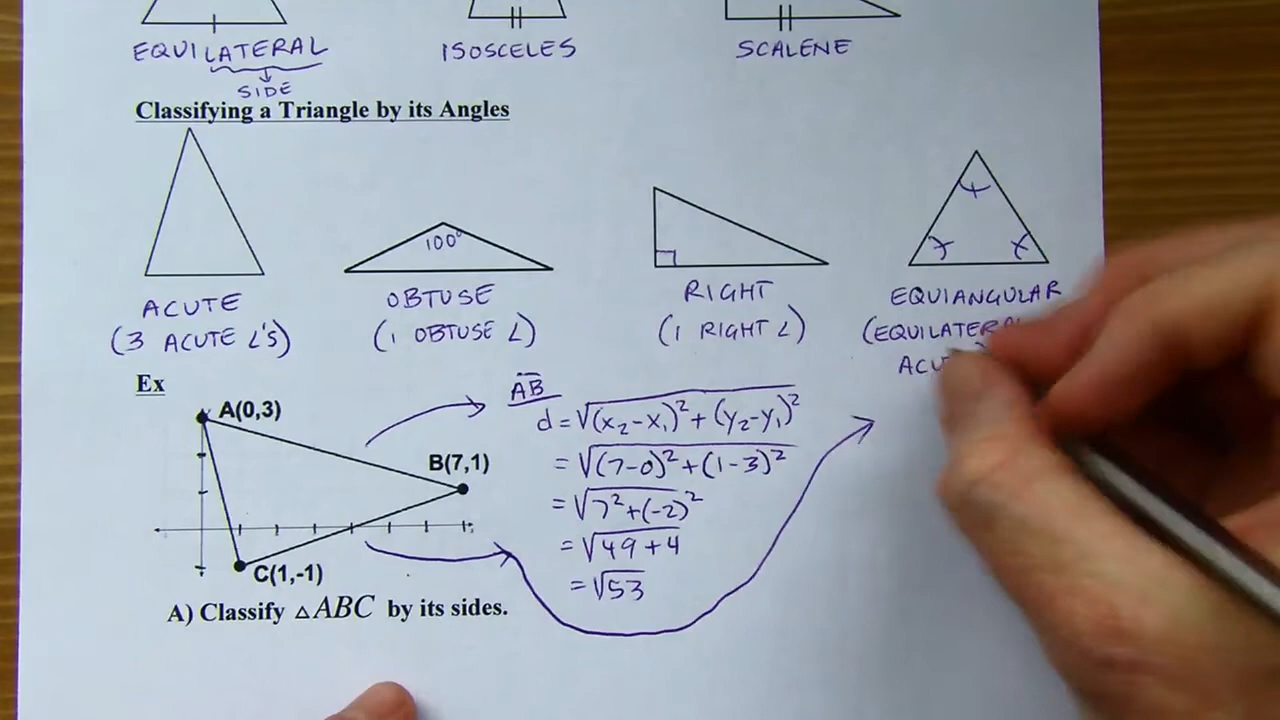 EQUILATERAL
SIDE
ISOSCELES
SCALENE
Classifying a Triangle by its Angles
100°
ACUTE
(3 ACUTE ∠'S)
OBTUSE
(1 OBTUSE ∠)
RIGHT
(1 RIGHT ∠)
EQUIANGULAR
Ex
A(0,3)
B(7,1)
C(1,-1)
A) Classify △ABC by its sides.
AB
d = √(x₂-x₁)² + (y₂-y₁)²
= √(7-0)² + (1-3)²
= √7² + (-2)²
= √49 + 4
= √53